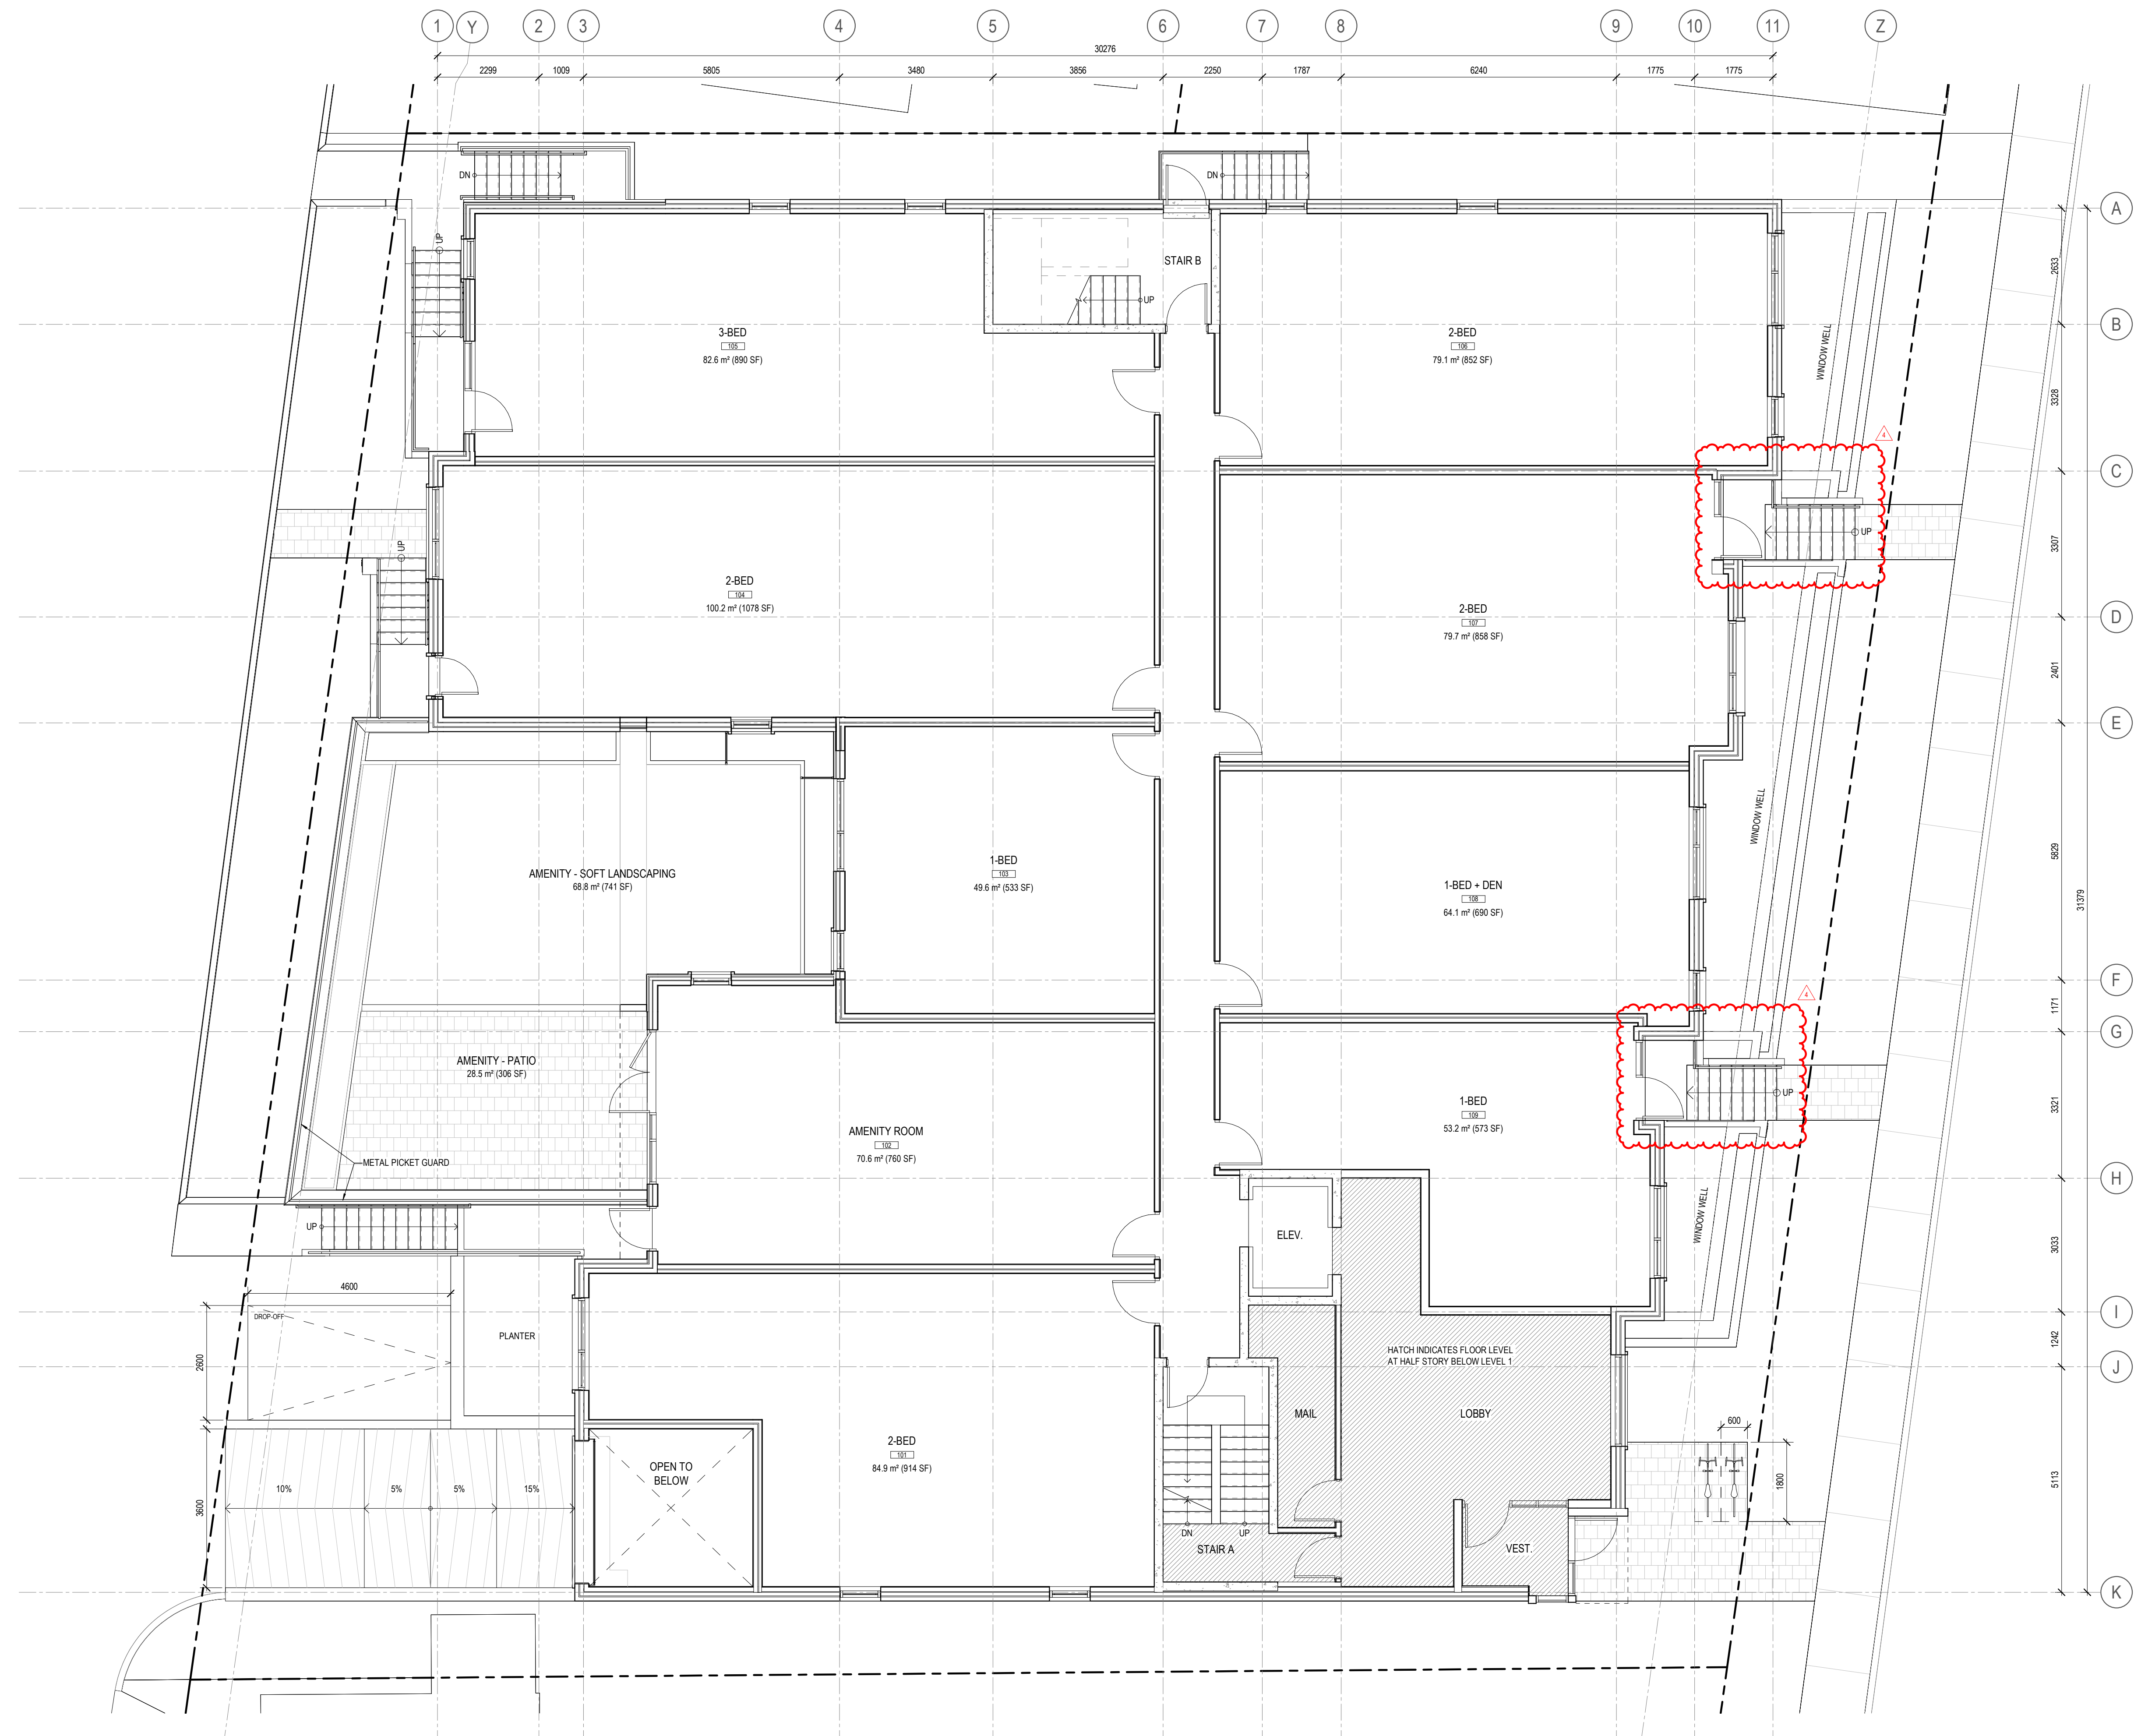 1 Y 2 3 4 5 6 7 8 9 10 11 Z
30276
2299 1009 5805 3480 3856 2250 1787 6240 1775 1775
DN
DN
A
UP
STAIR B
2633
UP
B
3-BED
105
82.6 m² (890 SF)
2-BED
106
79.1 m² (852 SF)
WINDOW WELL
3328
4
C
UP
UP
3307
2-BED
104
100.2 m² (1078 SF)
2-BED
107
79.7 m² (858 SF)
D
2401
E
WINDOW WELL
5829
1-BED
103
49.6 m² (533 SF)
AMENITY - SOFT LANDSCAPING
68.8 m² (741 SF)
1-BED + DEN
108
64.1 m² (690 SF)
31379
F
4
1171
G
AMENITY - PATIO
28.5 m² (306 SF)
UP
3321
1-BED
109
53.2 m² (573 SF)
AMENITY ROOM
102
70.6 m² (760 SF)
METAL PICKET GUARD
H
WINDOW WELL
UP
ELEV.
3033
4600
DROP-OFF
I
PLANTER
2600
HATCH INDICATES FLOOR LEVEL
AT HALF STORY BELOW LEVEL 1
1242
J
MAIL
LOBBY
600
2-BED
101
84.9 m² (914 SF)
OPEN TO
BELOW
1800
5113
10% 5% 5% 15%
3600
DN UP
STAIR A
VEST.
K